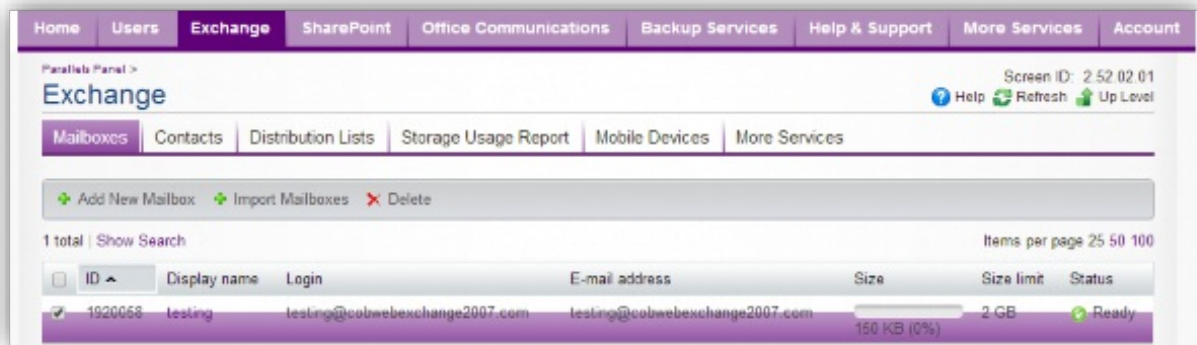 Home Users Exchange SharePoint Office Communications Backup Services Help & Support More Services Account
Parallels Panel >
Screen ID: 2.52.02.01
Exchange
Help Refresh Up Level
Mailboxes Contacts Distribution Lists Storage Usage Report Mobile Devices More Services
Add New Mailbox Import Mailboxes Delete
1 total | Show Search Items per page 25 50 100
ID Display name Login E-mail address Size Size limit Status
1920058 testing testing@cobwebexchange2007.com testing@cobwebexchange2007.com 2 GB Ready
150 KB (0%)